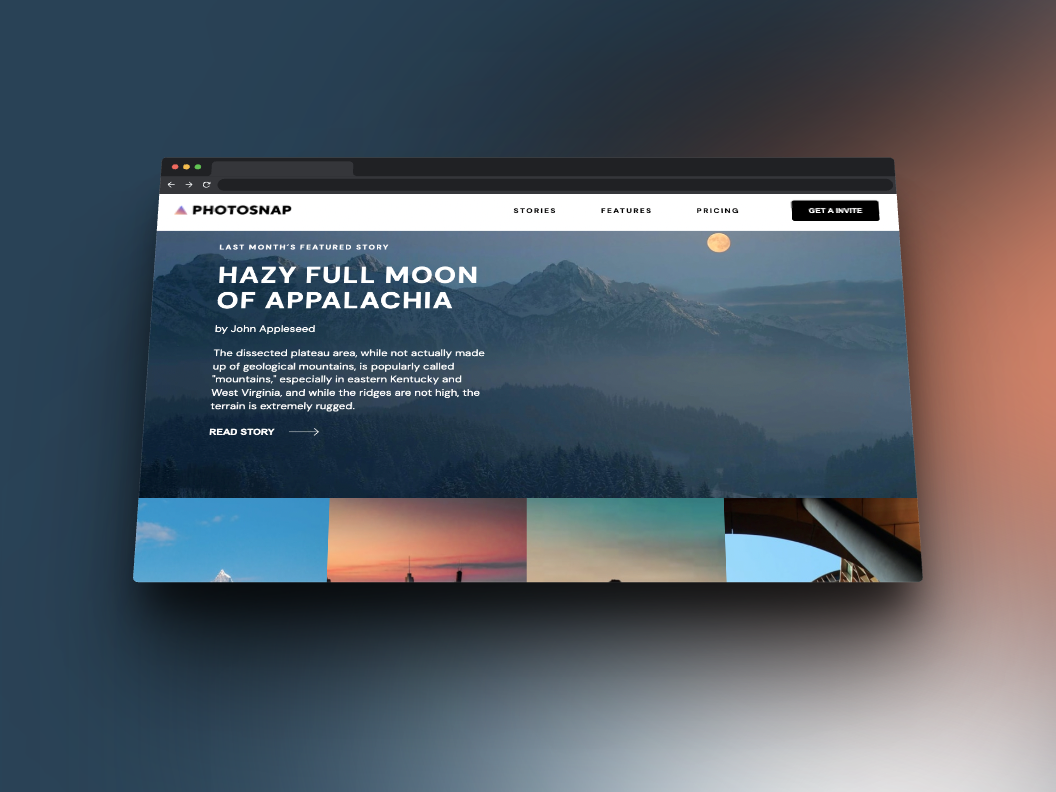 PHOTOSNAP
STORIES
FEATURES
PRICING
GET A INVITE
LAST MONTH'S FEATURED STORY
HAZY FULL MOON
OF APPALACHIA
by John Appleseed
The dissected plateau area, while not actually made
up of geological mountains, is popularly called
"mountains," especially in eastern Kentucky and
West Virginia, and while the ridges are not high, the
terrain is extremely rugged.
READ STORY